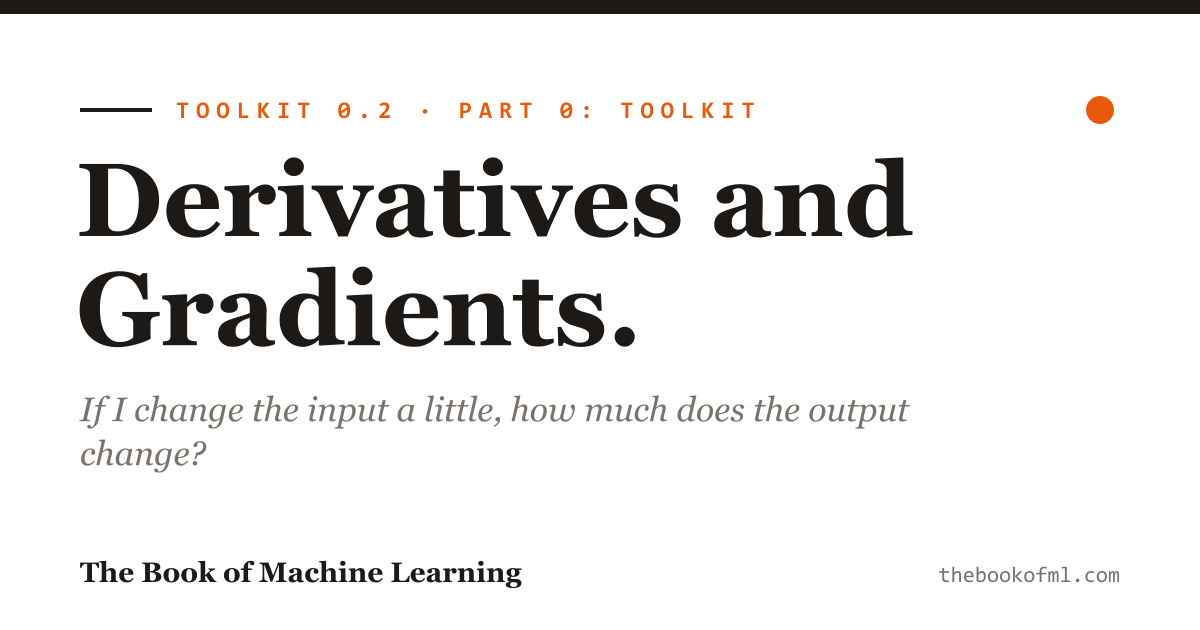 TOOLKIT 0.2 · PART 0: TOOLKIT
Derivatives and
Gradients.
If I change the input a little, how much does the output
change?
The Book of Machine Learning
thebookofml.com